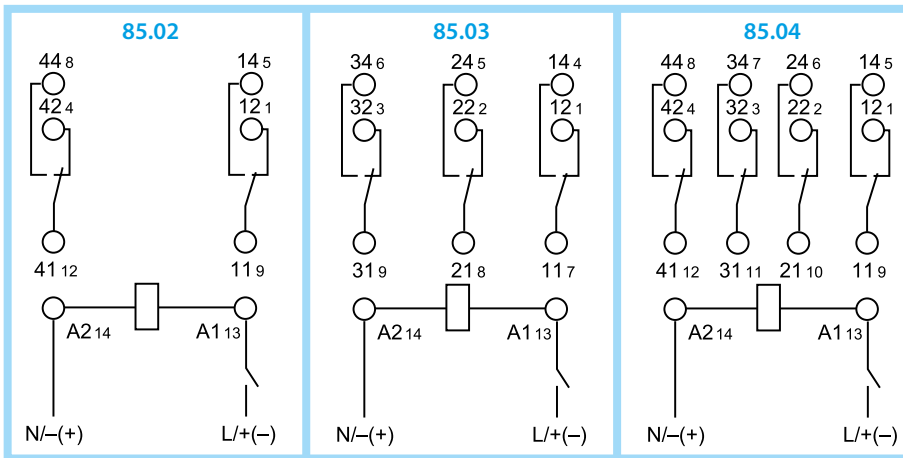 85.02 85.03 85.04
44 8 14 5 34 6 24 5 14 4 44 8 34 7 24 6 14 5
42 4 12 1 32 3 22 2 12 1 42 4 32 3 22 2 12 1
41 12 11 9 31 9 21 8 11 7 41 12 31 11 21 10 11 9
A2 14 A1 13 A2 14 A1 13 A2 14 A1 13
N/–(+) L/+(–) N/–(+) L/+(–) N/–(+) L/+(–)